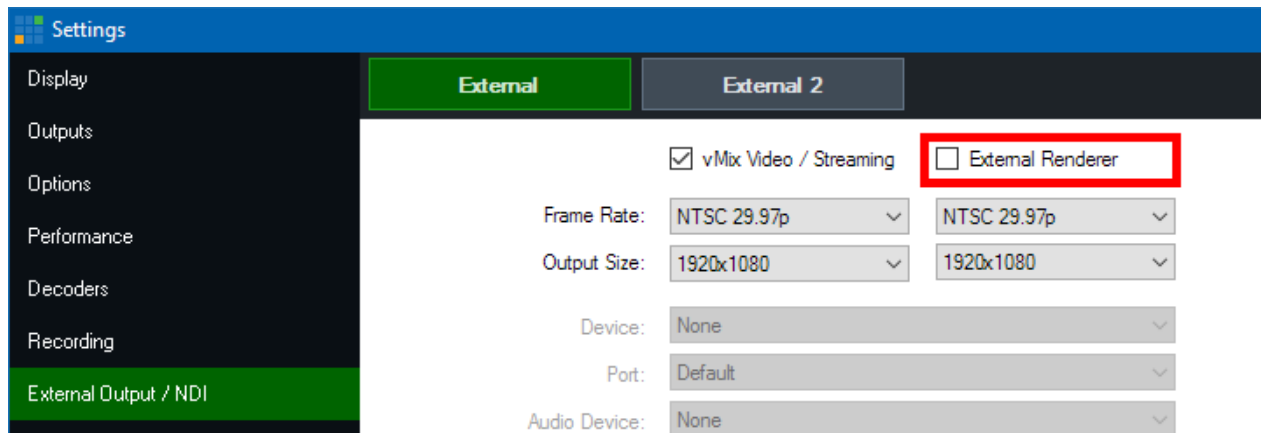 Settings
Display
Outputs
Options
Performance
Decoders
Recording
External Output / NDI
External External 2
vMix Video / Streaming External Renderer
Frame Rate: NTSC 29.97p NTSC 29.97p
Output Size: 1920x1080 1920x1080
Device: None
Port: Default
Audio Device: None